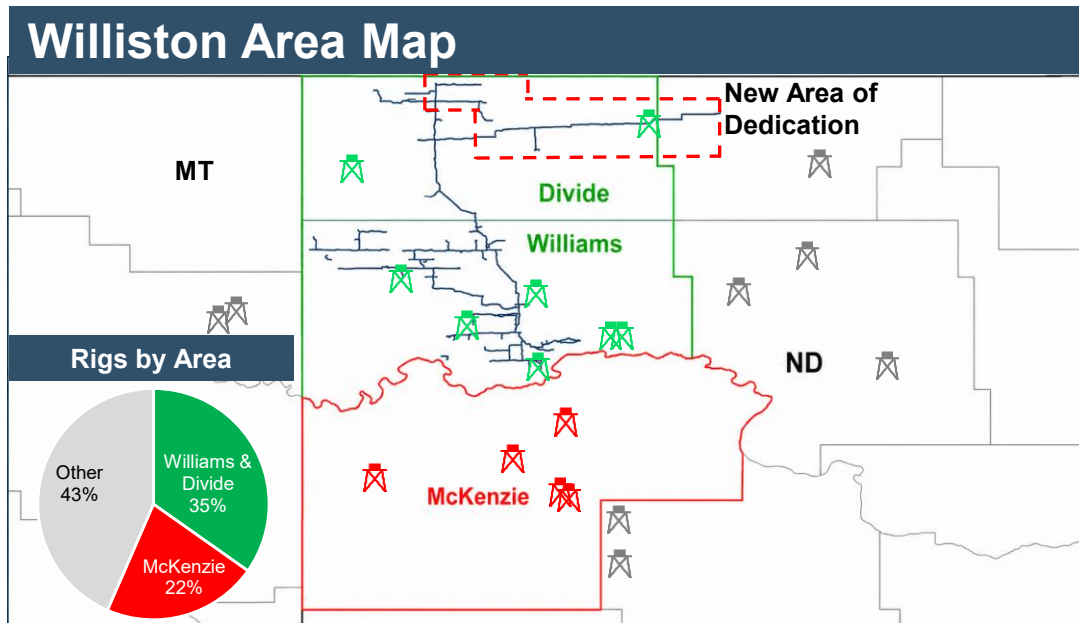 Williston Area Map
New Area of
Dedication
MT
Divide
Williams
ND
Rigs by Area
Other
43%
Williams &
Divide
35%
McKenzie
22%
McKenzie